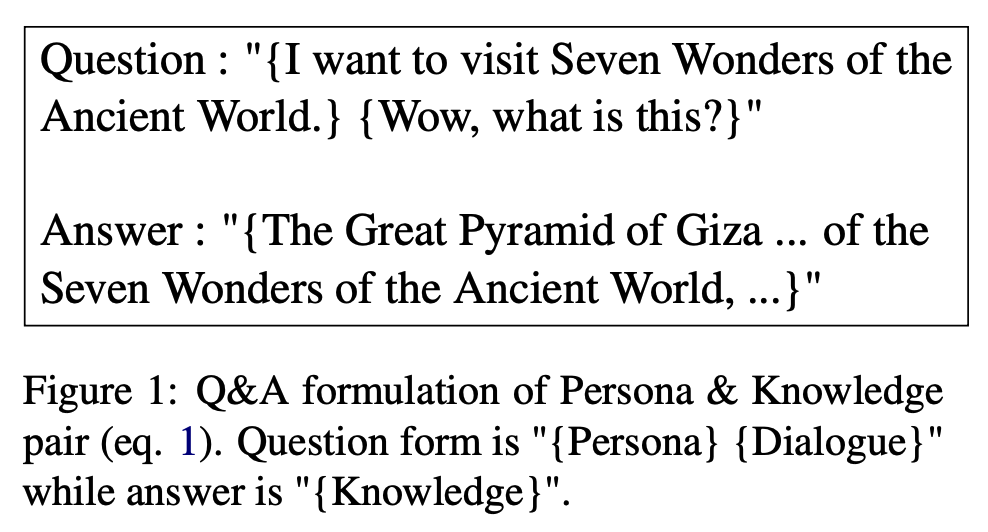 Question : "{I want to visit Seven Wonders of the
Ancient World.} {Wow, what is this?}"
Answer : "{The Great Pyramid of Giza ... of the
Seven Wonders of the Ancient World, ...}"
Figure 1: Q&A formulation of Persona & Knowledge
pair (eq. 1). Question form is "{Persona} {Dialogue}"
while answer is "{Knowledge}".